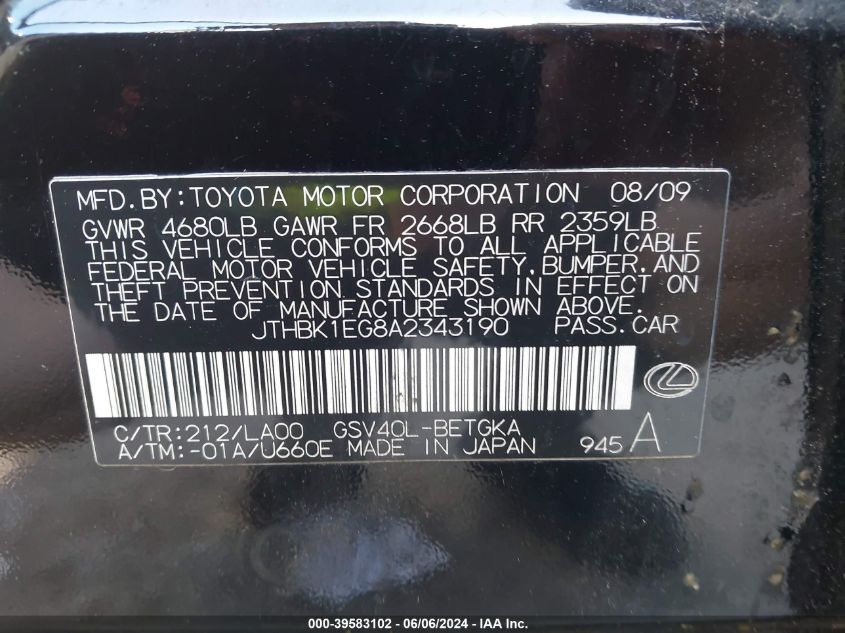 MFD.BY:TOYOTA MOTOR CORPORATION 08/09
GVWR 4680LB GAWR FR 2668LB RR 2359LB
THIS VEHICLE CONFORMS TO ALL APPLICABLE
FEDERAL MOTOR VEHICLE SAFETY,BUMPER,AND
THEFT PREVENTION STANDARDS IN EFFECT ON
THE DATE OF MANUFACTURE SHOWN ABOVE.
JTHBK1EG8A2343190 PASS.CAR
C/TR:212/LA00 GSV40L-BETGKA
A/TM:-01A/U660E MADE IN JAPAN 945 A
000-39583102 - 06/06/2024 - IAA Inc.